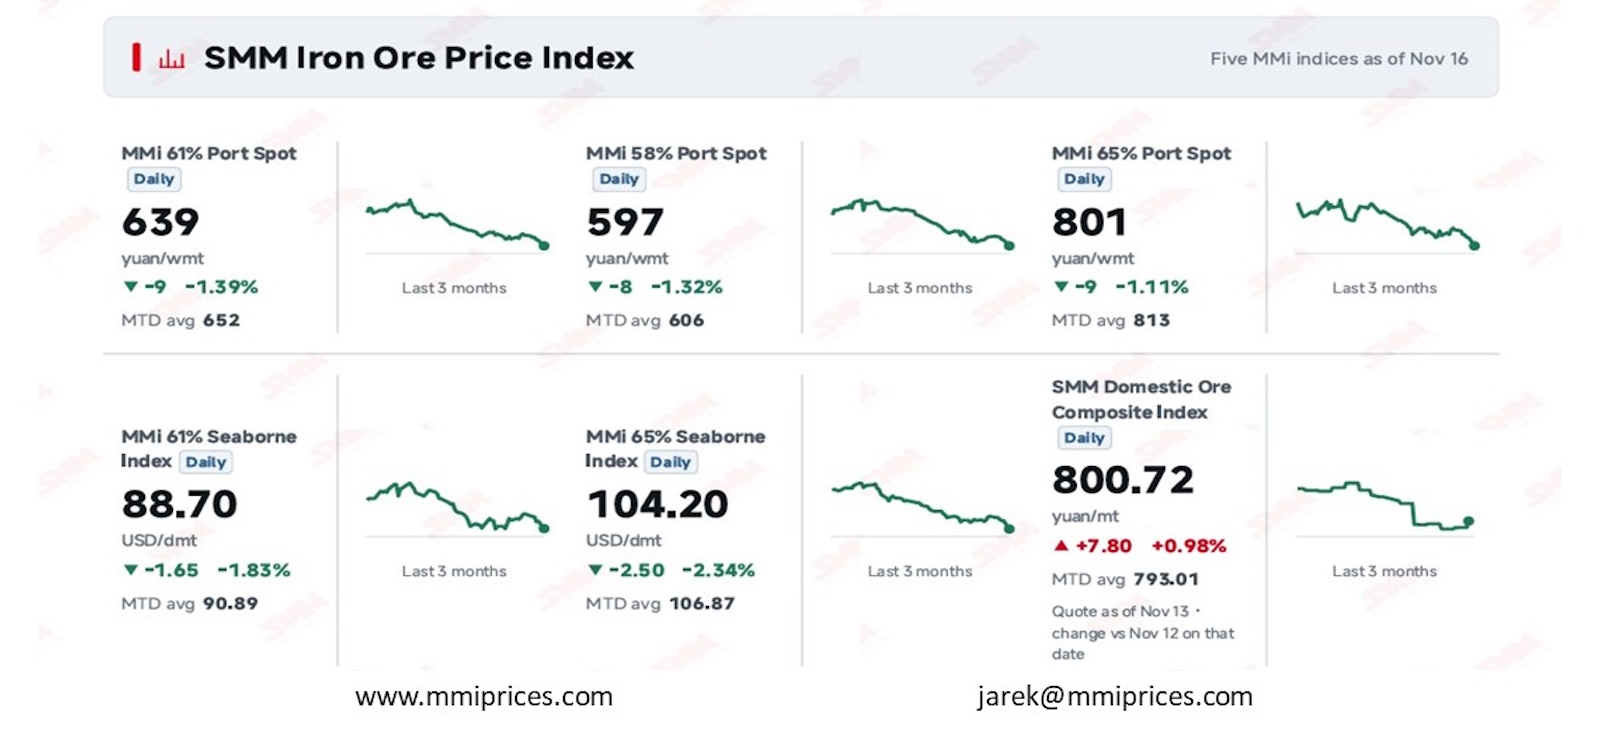 SMM Iron Ore Price Index
Five MMi indices as of Nov 16
MMi 61% Port Spot
Daily
639
yuan/wmt
▼ -9 -1.39%
MTD avg 652
Last 3 months
MMi 58% Port Spot
Daily
597
yuan/wmt
▼ -8 -1.32%
MTD avg 606
Last 3 months
MMi 65% Port Spot
Daily
801
yuan/wmt
▼ -9 -1.11%
MTD avg 813
Last 3 months
MMi 61% Seaborne
Index Daily
88.70
USD/dmt
▼ -1.65 -1.83%
MTD avg 90.89
Last 3 months
MMi 65% Seaborne
Index Daily
104.20
USD/dmt
▼ -2.50 -2.34%
MTD avg 106.87
Last 3 months
SMM Domestic Ore
Composite Index
Daily
800.72
yuan/mt
▲ +7.80 +0.98%
MTD avg 793.01
Quote as of Nov 13 ·
change vs Nov 12 on that
date
Last 3 months
www.mmiprices.com
jarek@mmiprices.com